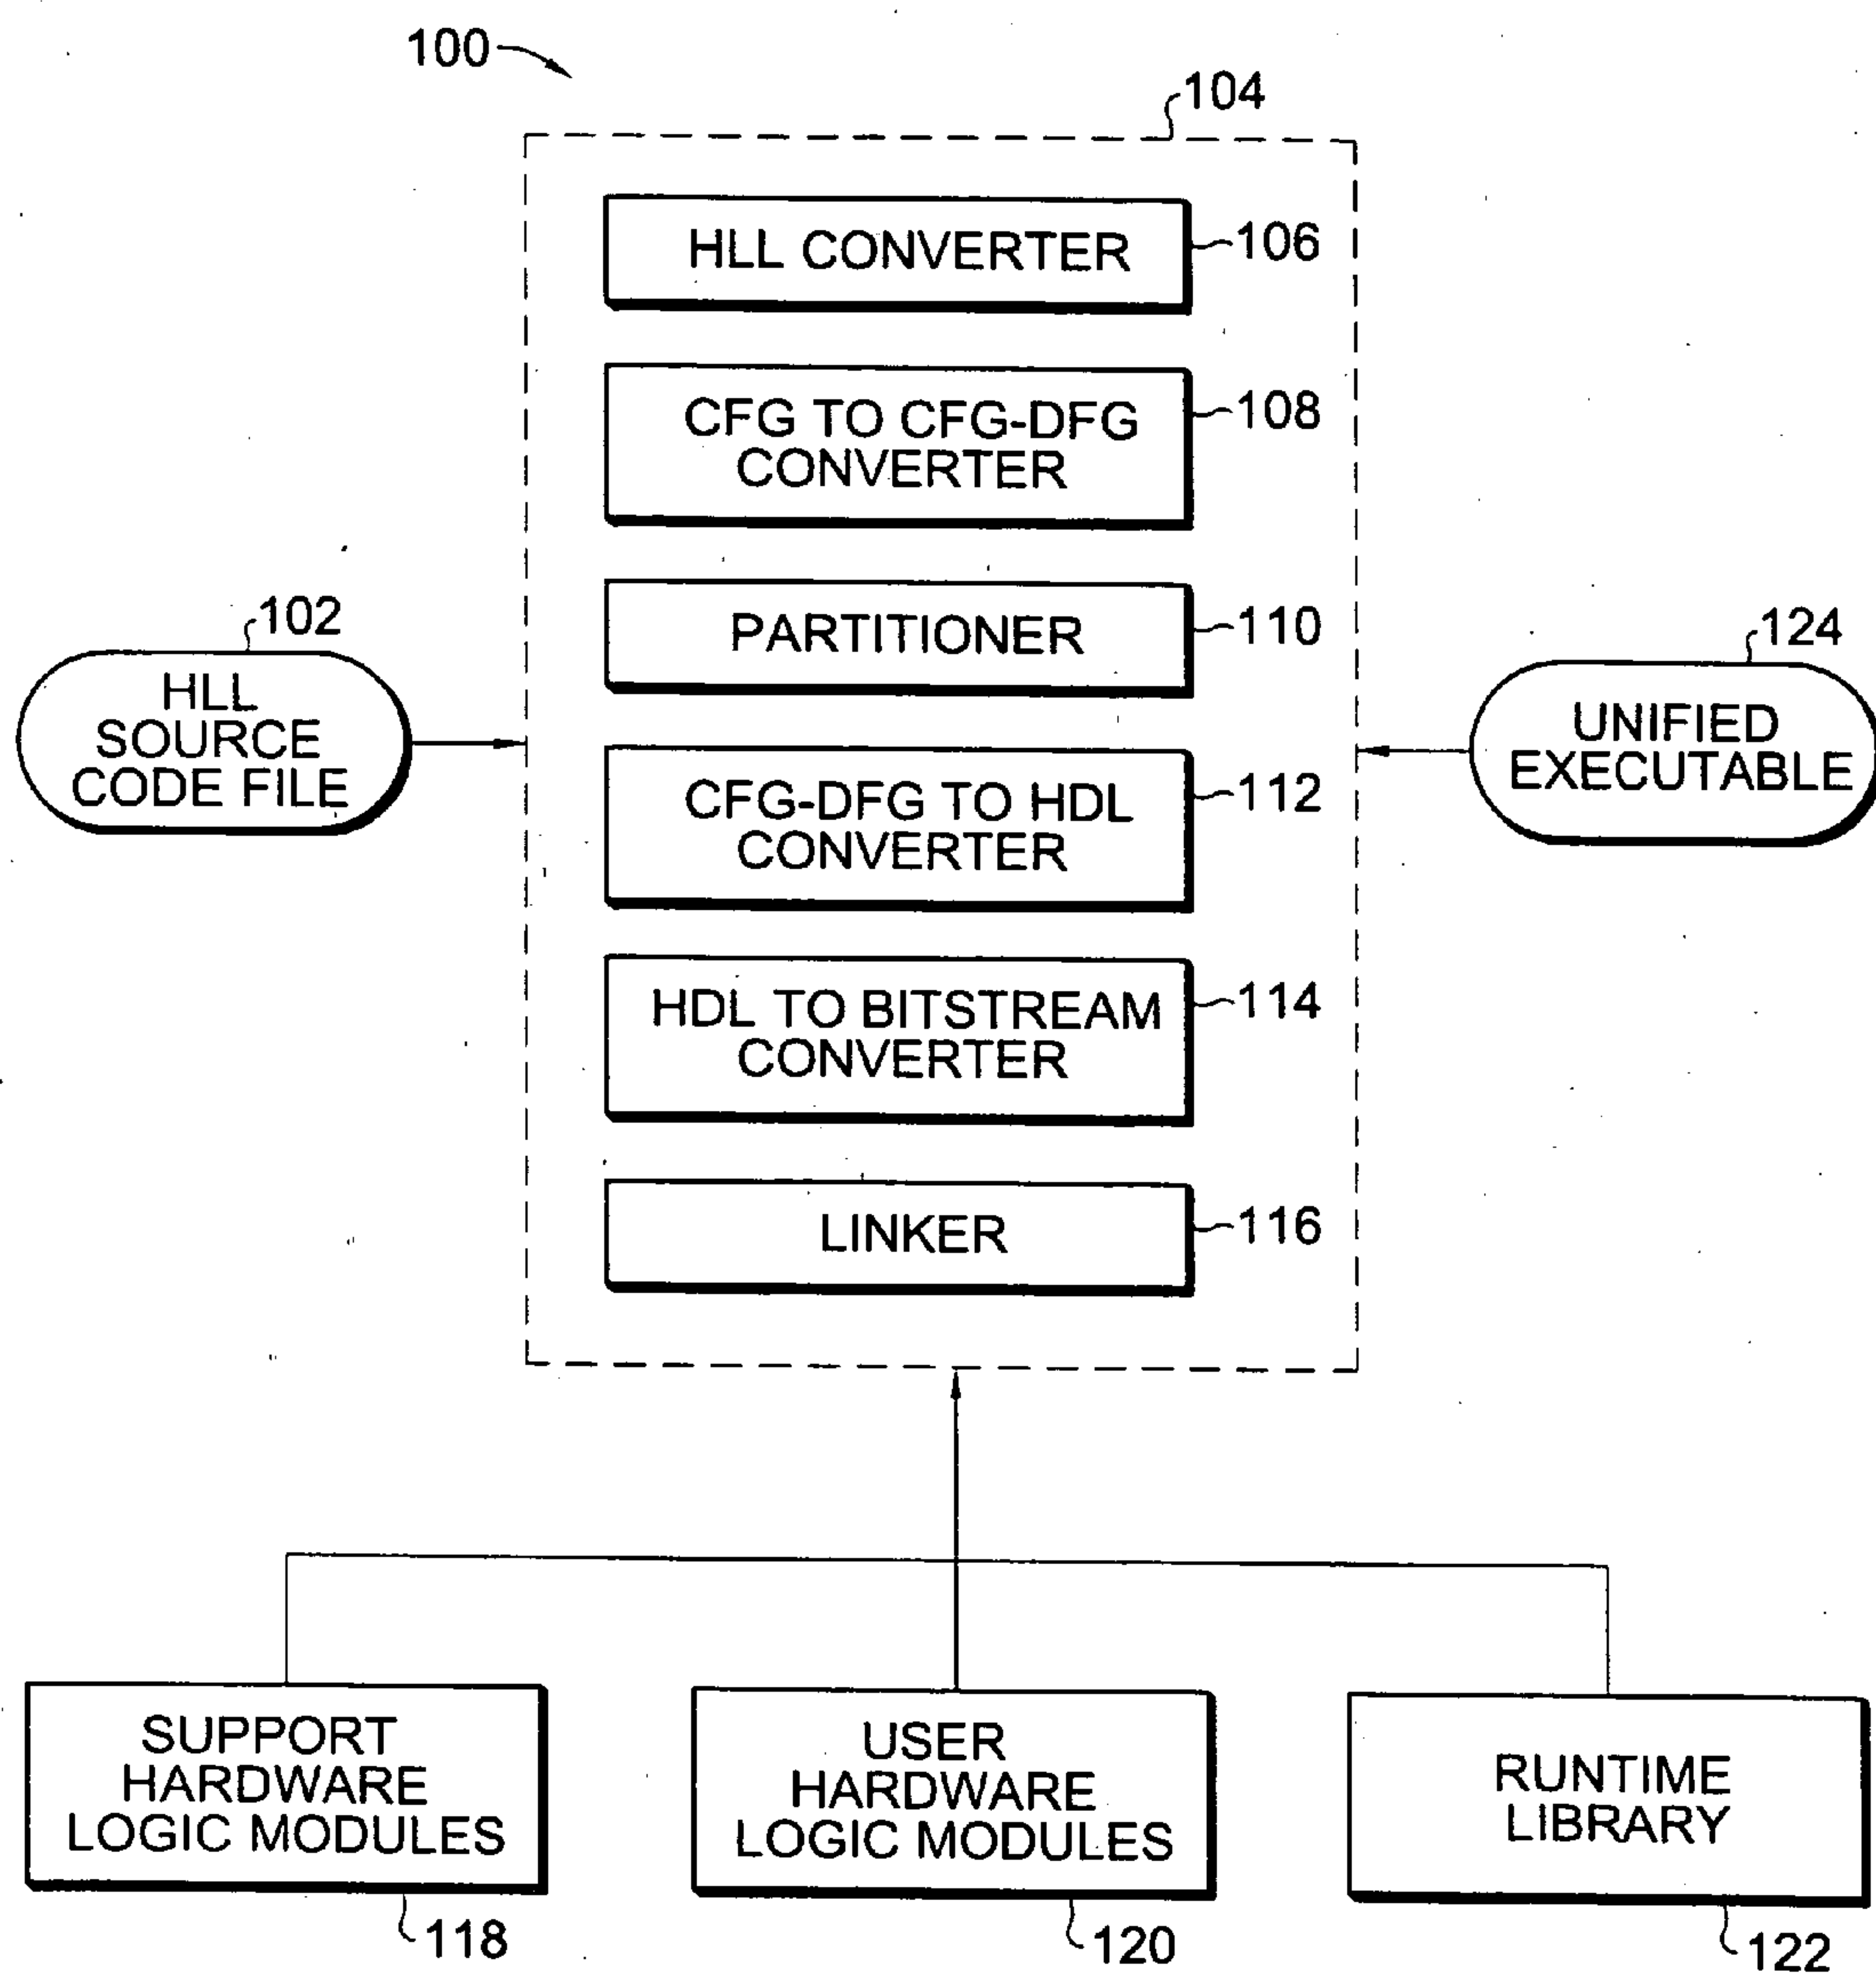 100
104
HLL CONVERTER
106
CFG TO CFG-DFG
CONVERTER
108
PARTITIONER
110
102
HLL
SOURCE
CODE FILE
124
UNIFIED
EXECUTABLE
CFG-DFG TO HDL
CONVERTER
112
HDL TO BITSTREAM
CONVERTER
114
LINKER
116
SUPPORT
HARDWARE
LOGIC MODULES
118
USER
HARDWARE
LOGIC MODULES
120
RUNTIME
LIBRARY
122